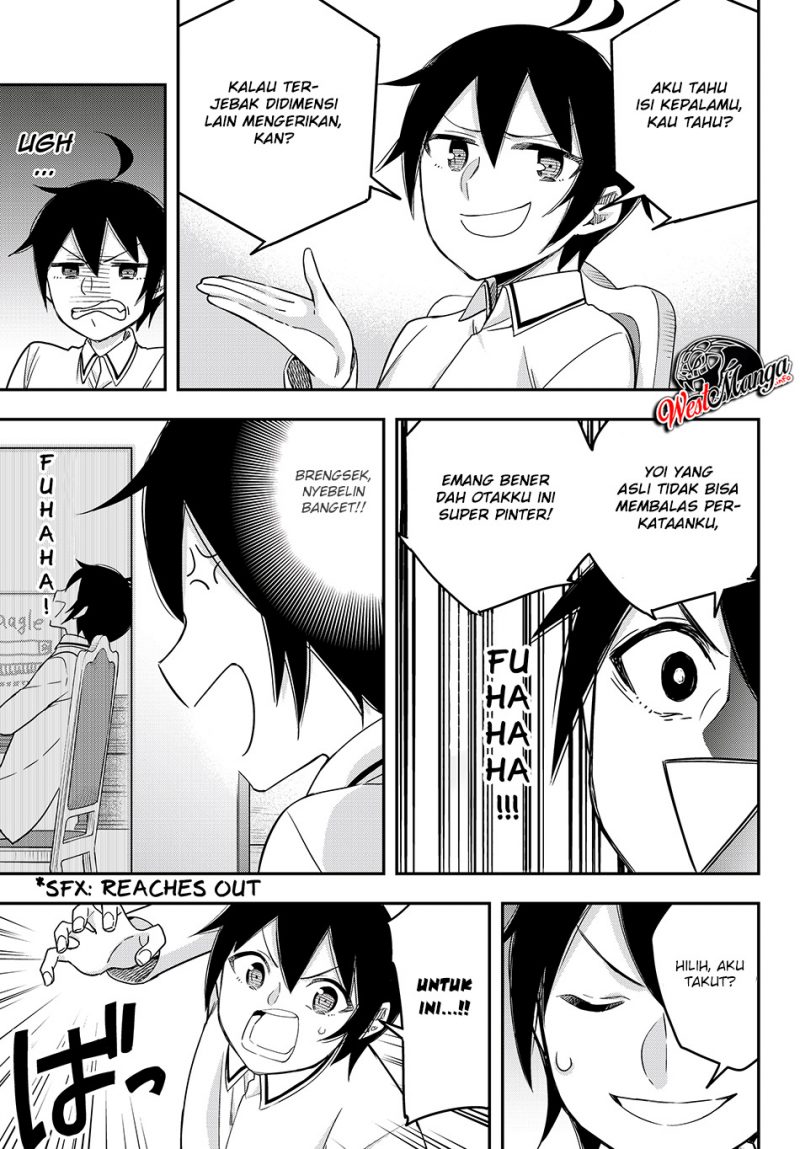 AKU TAHU
ISI KEPALAMU,
KAU TAHU?
KALAU TER-
JEBAK DIDIMENSI
LAIN MENGERIKAN,
KAN?
UGH
...
WestManga
.info
YOI YANG
ASLI TIDAK BISA
MEMBALAS PER-
KATAANKU,
EMANG BENER
DAH OTAKKU INI
SUPER PINTER!
FU
HA
HA
HA
!!!
BRENGSEK,
NYEBELIN
BANGET!!
FUHAHA!
aagle
*SFX: REACHES OUT
HILIH, AKU
TAKUT?
UNTUK
INI...!!
ばっ